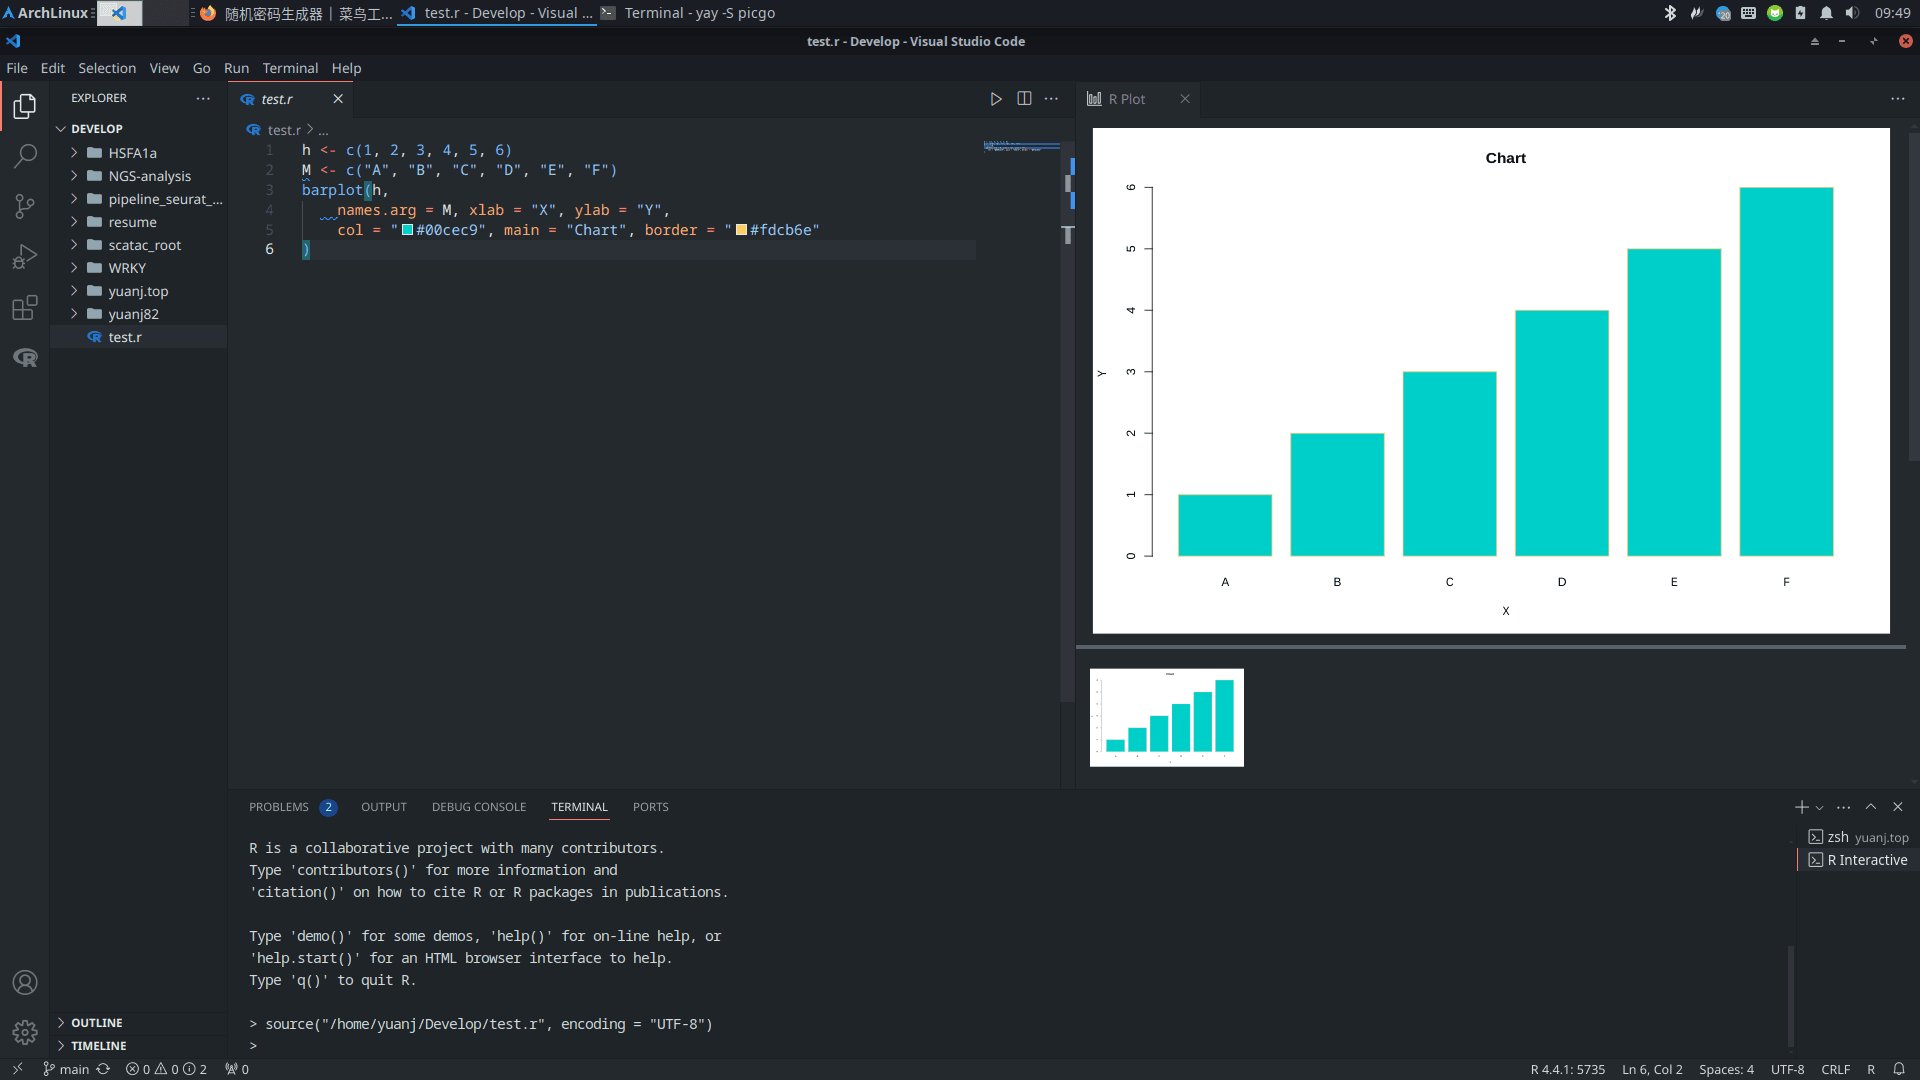 ArchLinux
随机密码生成器 | 菜鸟工...
test.r - Develop - Visual ...
Terminal - yay -S picgo
20
09:49
test.r - Develop - Visual Studio Code
File Edit Selection View Go Run Terminal Help
EXPLORER
DEVELOP
HSFA1a
NGS-analysis
pipeline_seurat_...
resume
scatac_root
WRKY
yuanj.top
yuanj82
test.r
OUTLINE
TIMELINE
test.r
test.r > ...
1 h <- c(1, 2, 3, 4, 5, 6)
2 M <- c("A", "B", "C", "D", "E", "F")
3 barplot(h,
4 names.arg = M, xlab = "X", ylab = "Y",
5 col = "#00cec9", main = "Chart", border = "#fdcb6e"
6 )
R Plot
Chart
Y
6
5
4
3
2
1
0
A B C D E F
X
PROBLEMS 2 OUTPUT DEBUG CONSOLE TERMINAL PORTS
R is a collaborative project with many contributors.
Type 'contributors()' for more information and
'citation()' on how to cite R or R packages in publications.
Type 'demo()' for some demos, 'help()' for on-line help, or
'help.start()' for an HTML browser interface to help.
Type 'q()' to quit R.
> source("/home/yuanj/Develop/test.r", encoding = "UTF-8")
>
zsh yuanj.top
R Interactive
main 0 0 2 0
R 4.4.1: 5735 Ln 6, Col 2 Spaces: 4 UTF-8 CRLF R